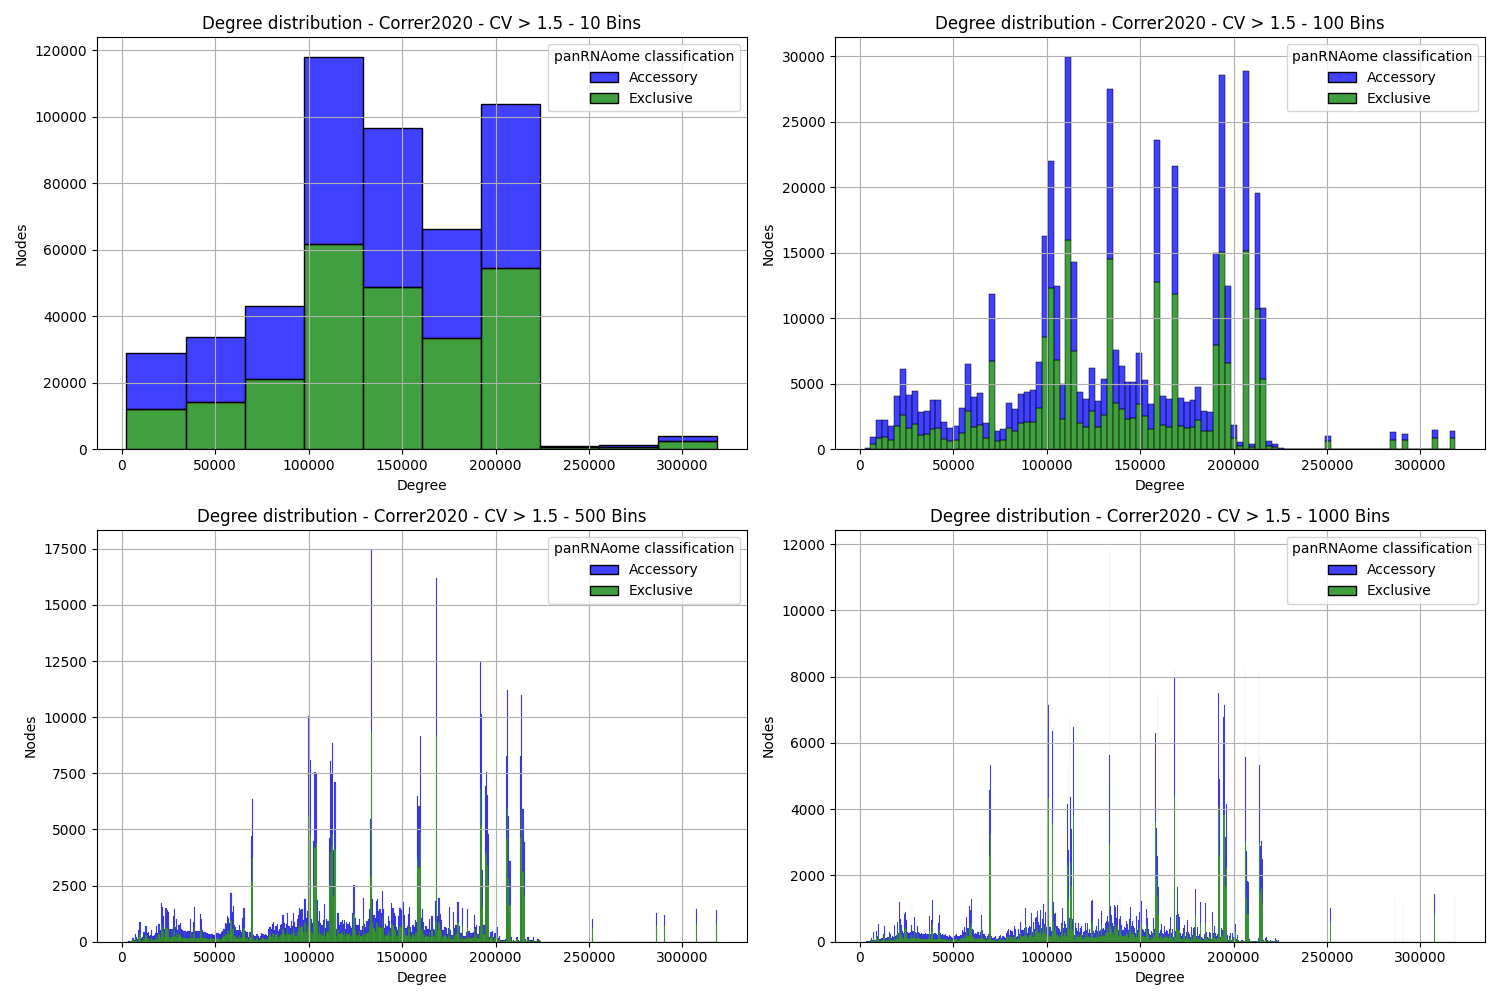 Degree distribution - Correr2020 - CV > 1.5 - 10 Bins
panRNAome classification
Accessory
Exclusive
120000
100000
80000
60000
40000
20000
0
Nodes
0 50000 100000 150000 200000 250000 300000
Degree
Degree distribution - Correr2020 - CV > 1.5 - 100 Bins
panRNAome classification
Accessory
Exclusive
30000
25000
20000
15000
10000
5000
0
Nodes
0 50000 100000 150000 200000 250000 300000
Degree
Degree distribution - Correr2020 - CV > 1.5 - 500 Bins
panRNAome classification
Accessory
Exclusive
17500
15000
12500
10000
7500
5000
2500
0
Nodes
0 50000 100000 150000 200000 250000 300000
Degree
Degree distribution - Correr2020 - CV > 1.5 - 1000 Bins
panRNAome classification
Accessory
Exclusive
12000
10000
8000
6000
4000
2000
0
Nodes
0 50000 100000 150000 200000 250000 300000
Degree